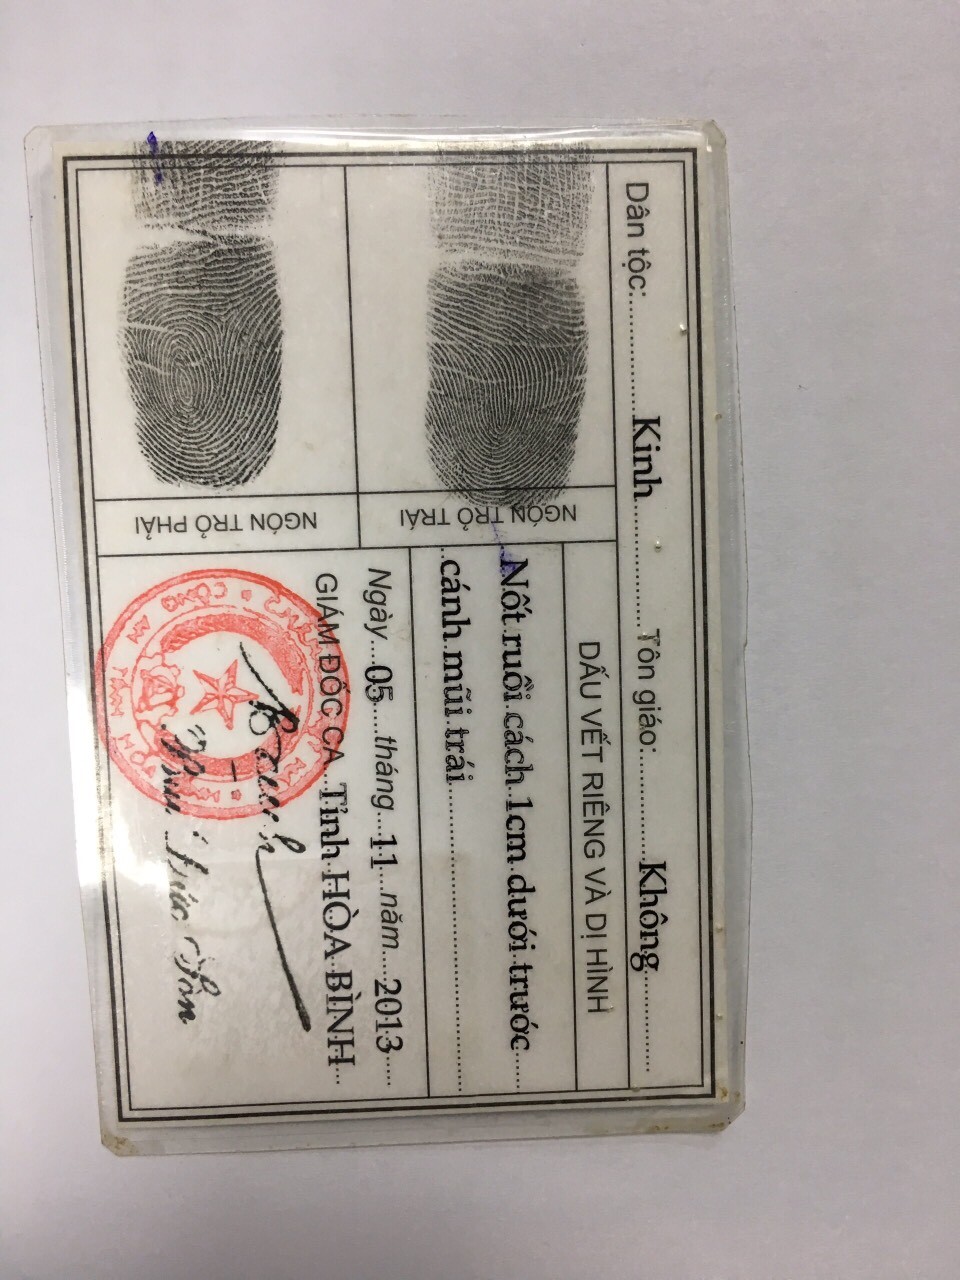 Dân tộc: Kinh Tôn giáo: Không
NGÓN TRỎ TRÁI
NGÓN TRỎ PHẢI
DẤU VẾT RIÊNG VÀ DỊ HÌNH
Nốt ruồi cách 1cm dưới trước
cánh mũi trái
Ngày 05 tháng 11 năm 2013
GIÁM ĐỐC CA Tỉnh HÒA BÌNH
CÔNG AN